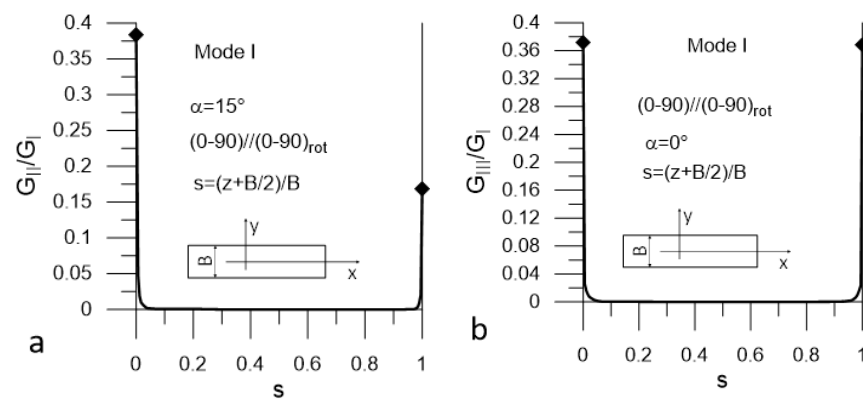 0.4
0.35
0.3
0.25
0.2
0.15
0.1
0.05
0
G||/G|
Mode I
α=15°
(0-90)//(0-90)rot
s=(z+B/2)/B
y
B
x
0 0.2 0.4 0.6 0.8 1
s
a
0.4
0.36
0.32
0.28
0.24
0.2
0.16
0.12
0.08
0.04
0
G|||/G|
Mode I
(0-90)//(0-90)rot
α=0°
s=(z+B/2)/B
y
B
x
0 0.2 0.4 0.6 0.8 1
s
b